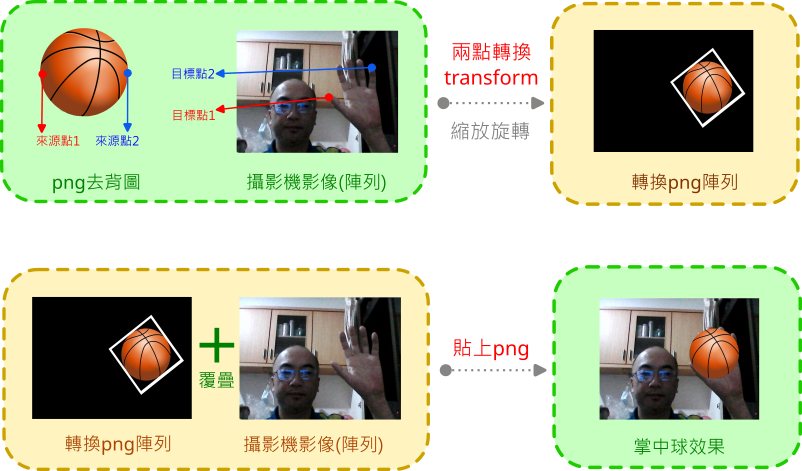 目標點2
目標點1
來源點1
來源點2
png去背圖
攝影機影像(陣列)
兩點轉換
transform
縮放旋轉
轉換png陣列
轉換png陣列
覆疊
攝影機影像(陣列)
貼上png
掌中球效果